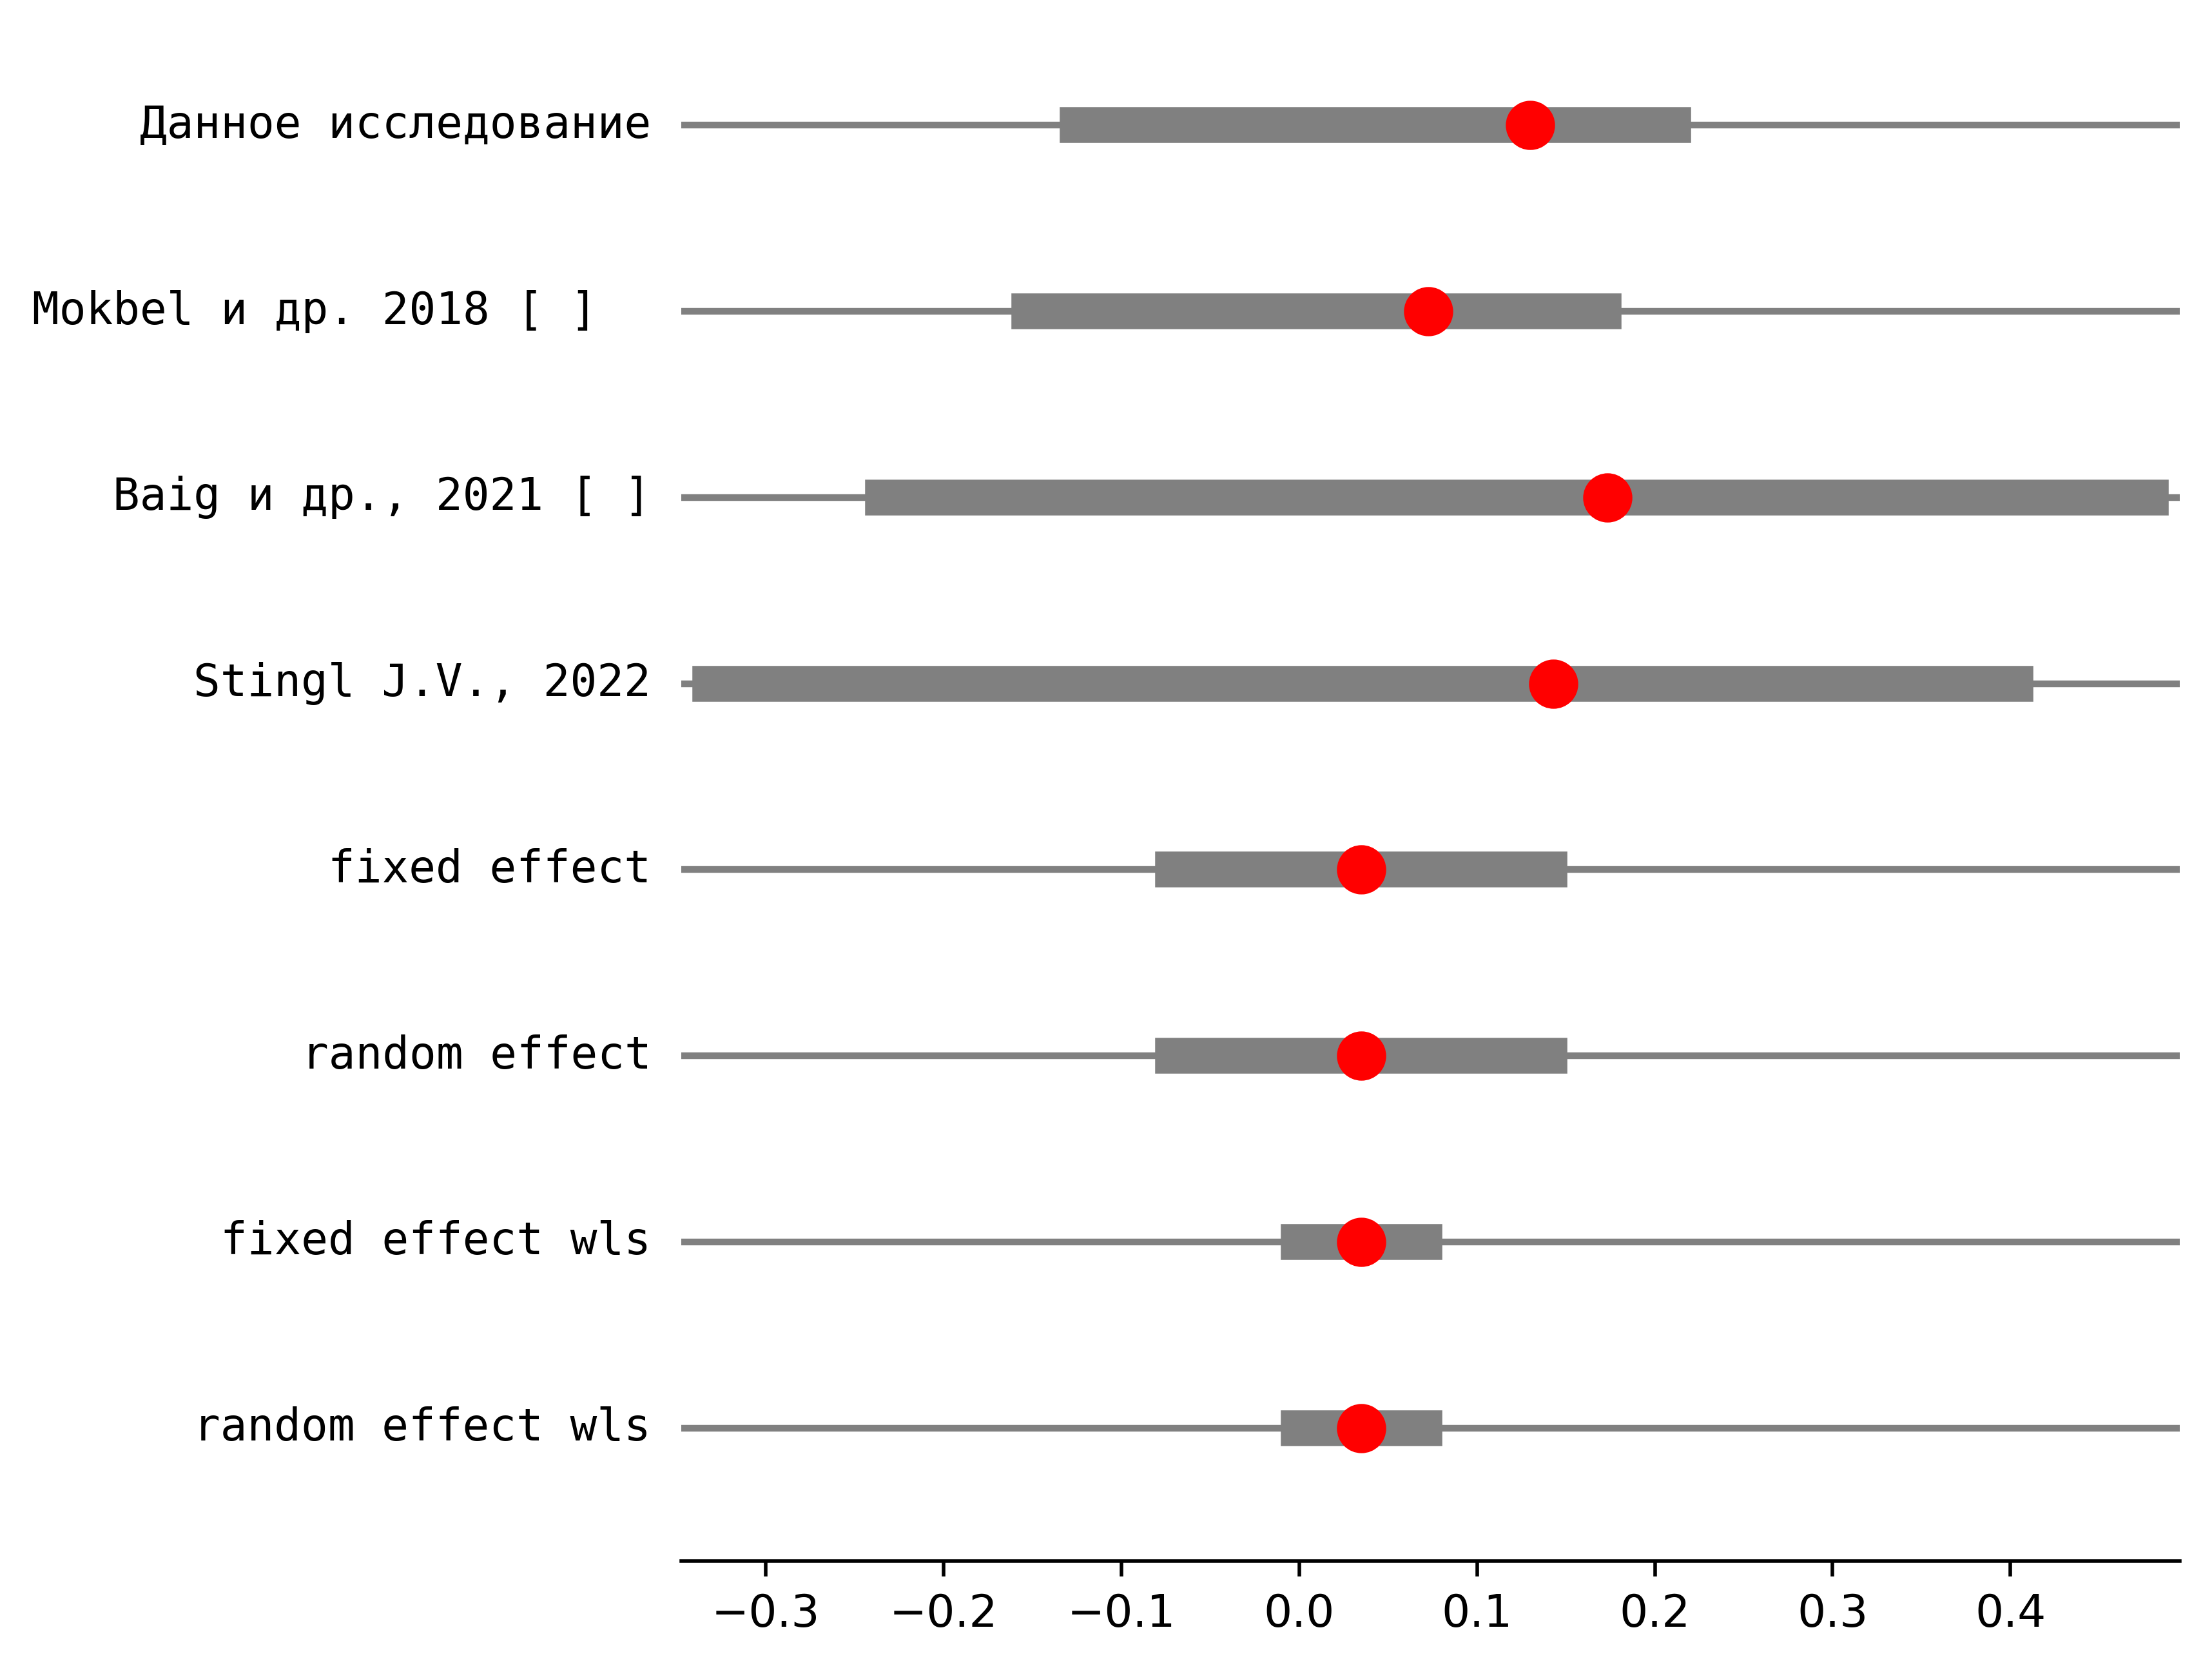 Данное исследование
Mokbel и др. 2018 [ ]
Baig и др., 2021 [ ]
Stingl J.V., 2022
fixed effect
random effect
fixed effect wls
random effect wls
−0.3 −0.2 −0.1 0.0 0.1 0.2 0.3 0.4